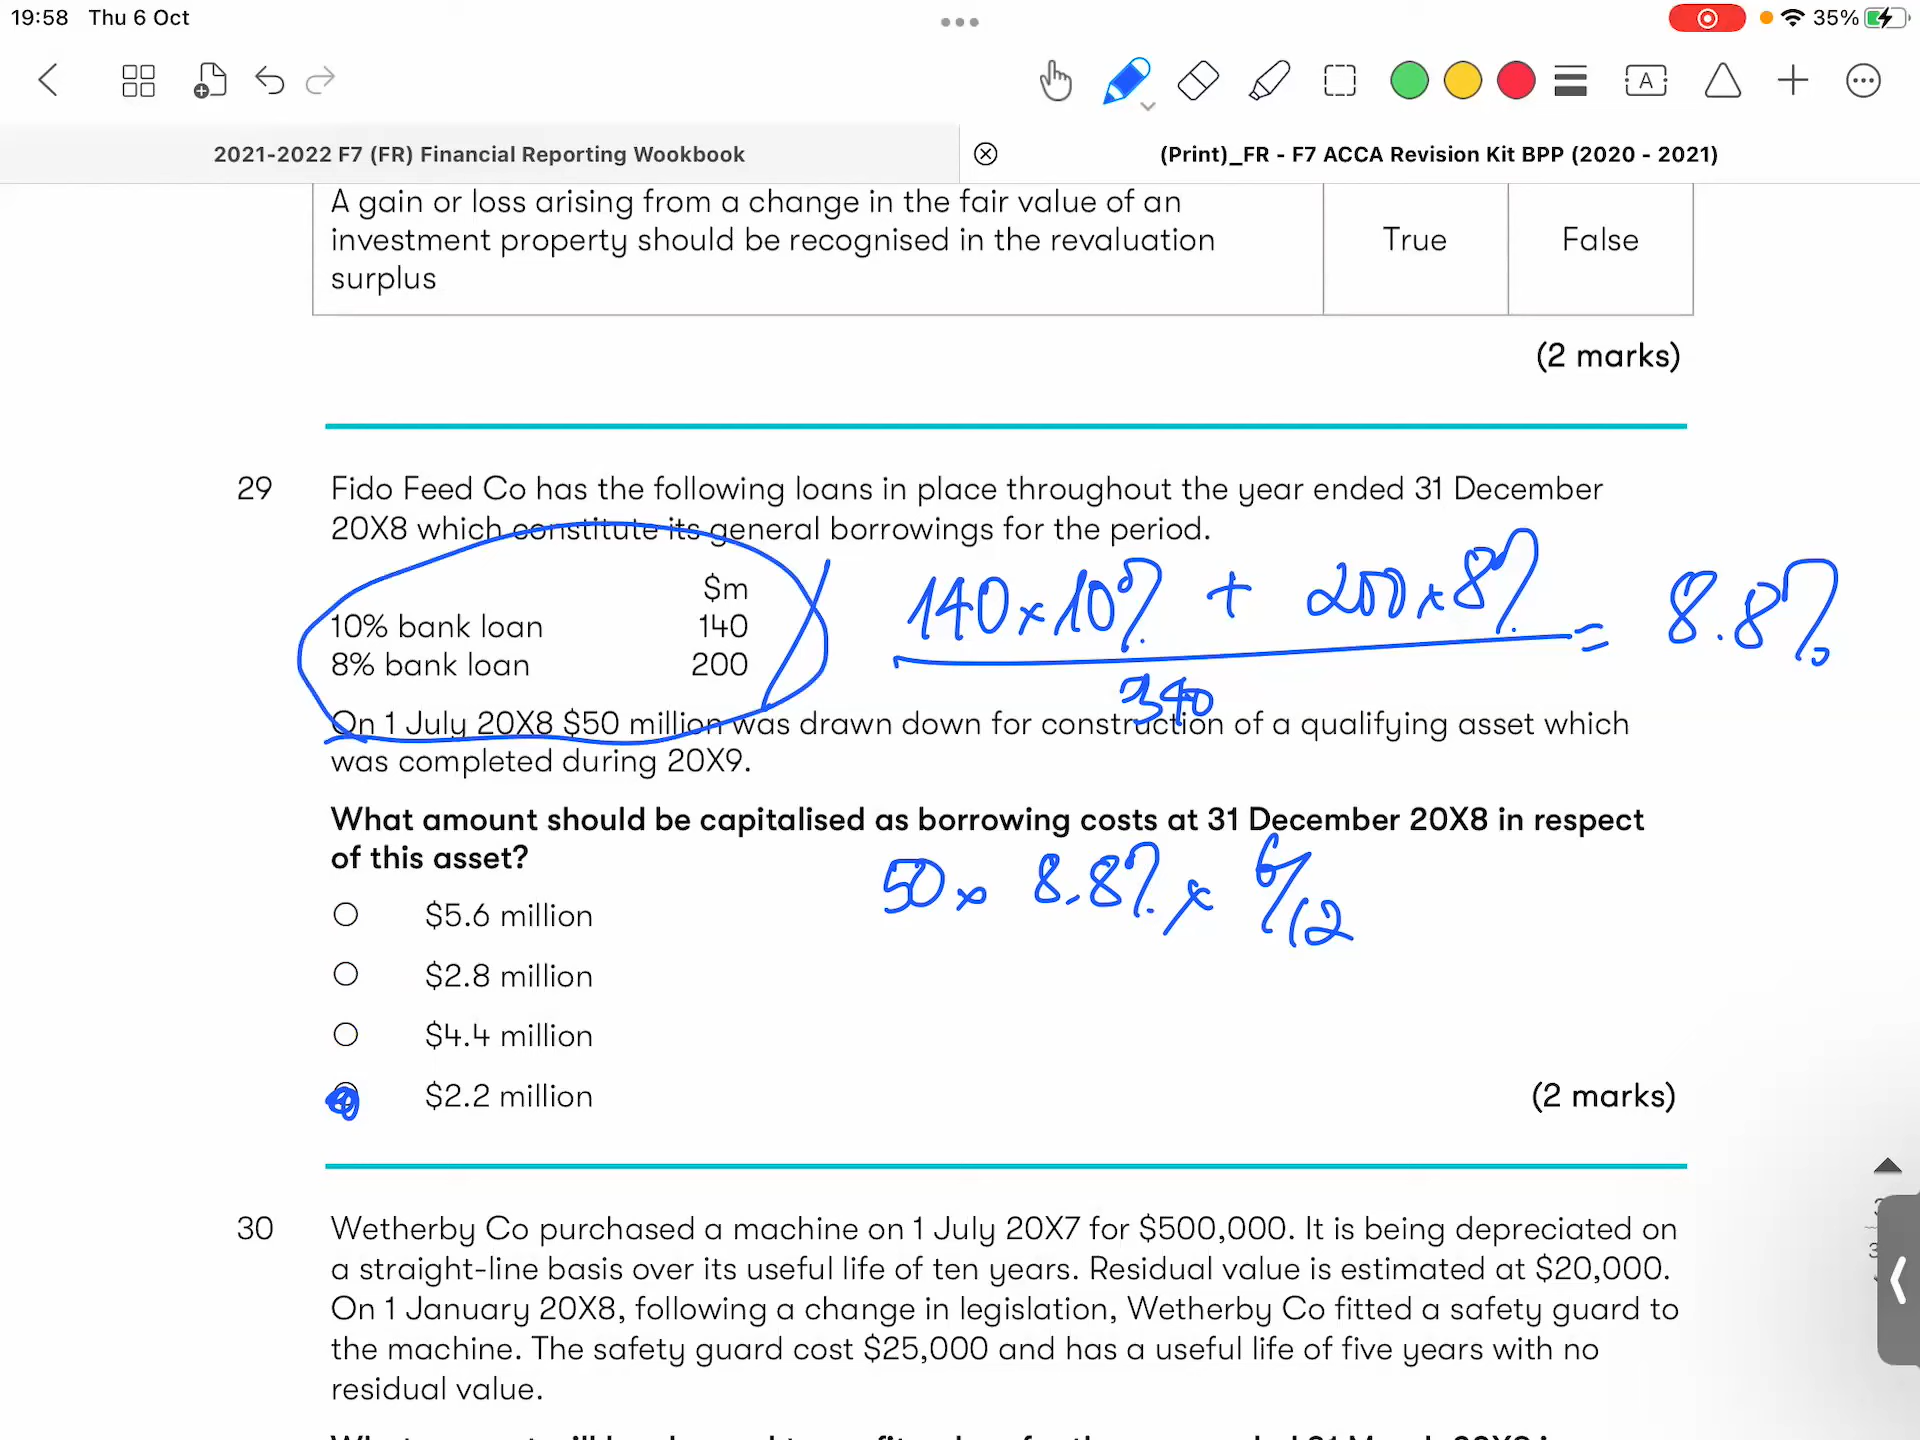 19:58 Thu 6 Oct
35%
A
2021-2022 F7 (FR) Financial Reporting Wookbook
(Print)_FR - F7 ACCA Revision Kit BPP (2020 - 2021)
A gain or loss arising from a change in the fair value of an
investment property should be recognised in the revaluation
surplus
True
False
(2 marks)
29
Fido Feed Co has the following loans in place throughout the year ended 31 December
20X8 which constitute its general borrowings for the period.
$m
10% bank loan 140
8% bank loan 200
140 x 10% + 200 x 8% = 8.8%
340
On 1 July 20X8 $50 million was drawn down for construction of a qualifying asset which
was completed during 20X9.
What amount should be capitalised as borrowing costs at 31 December 20X8 in respect
of this asset?
50 x 8.8% x 6/12
$5.6 million
$2.8 million
$4.4 million
$2.2 million
(2 marks)
30
Wetherby Co purchased a machine on 1 July 20X7 for $500,000. It is being depreciated on
a straight-line basis over its useful life of ten years. Residual value is estimated at $20,000.
On 1 January 20X8, following a change in legislation, Wetherby Co fitted a safety guard to
the machine. The safety guard cost $25,000 and has a useful life of five years with no
residual value.